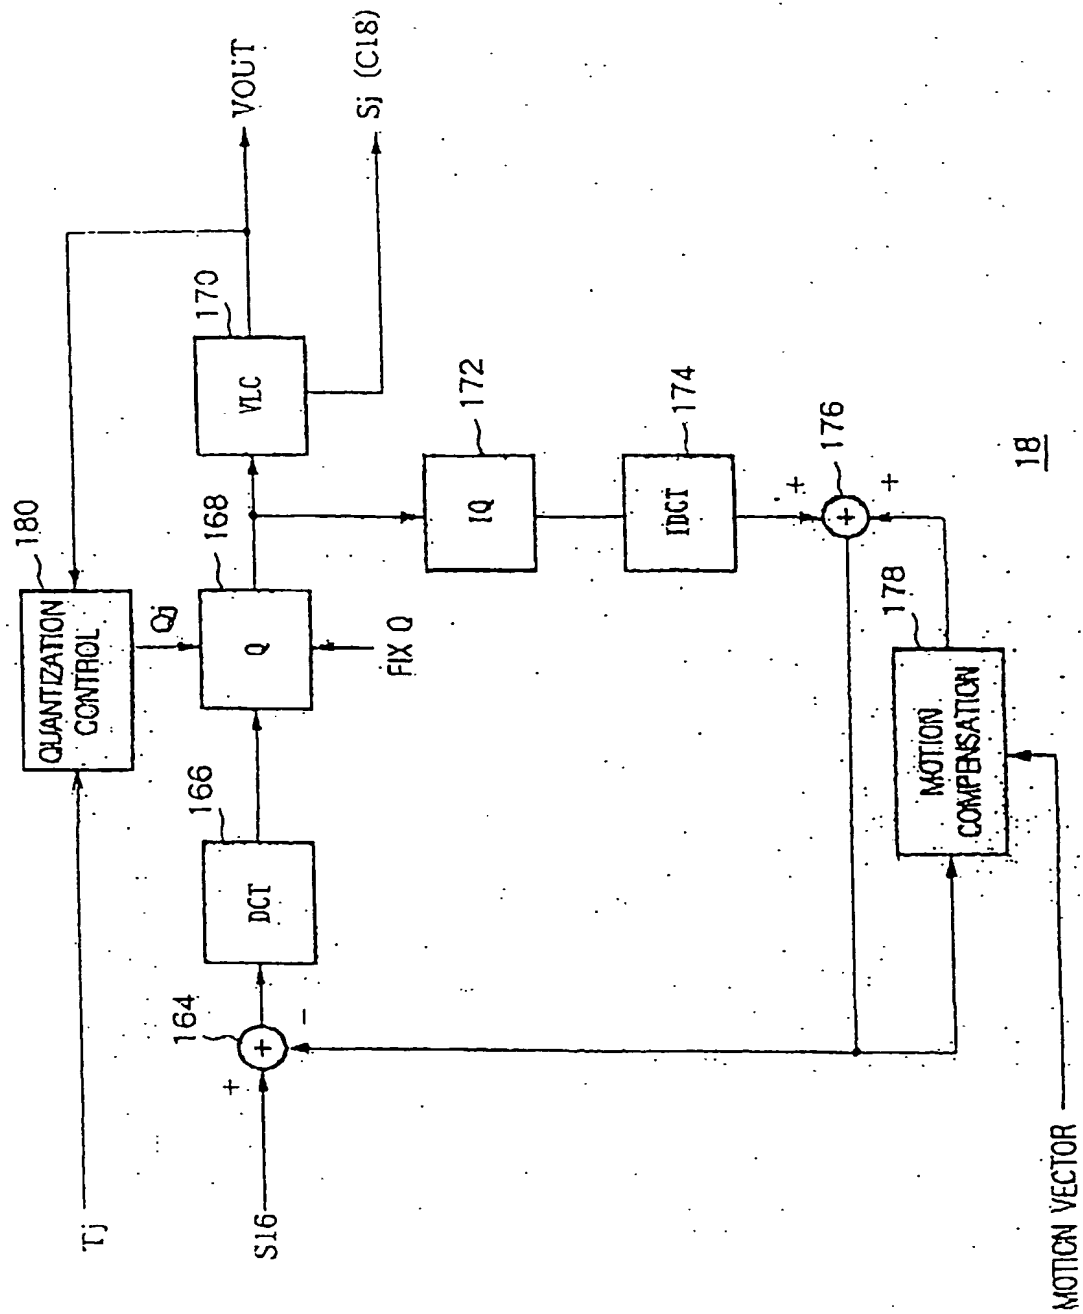 Tj
QUANTIZATION
CONTROL
180
Qj
S16
+
164
+
−
DCT
166
Q
168
FIX Q
VLC
170
VOUT
Sj (C18)
IQ
172
IDCT
174
+
+
176
+
MOTION
COMPENSATION
178
MOTION VECTOR
18